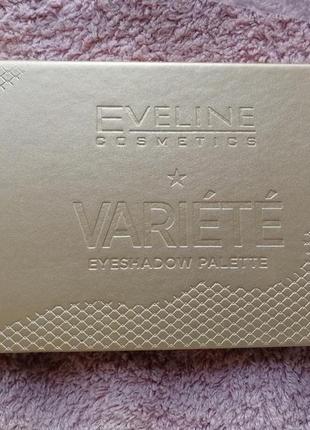 EVELINE
COSMETICS
VARIÉTÉ
EYESHADOW PALETTE